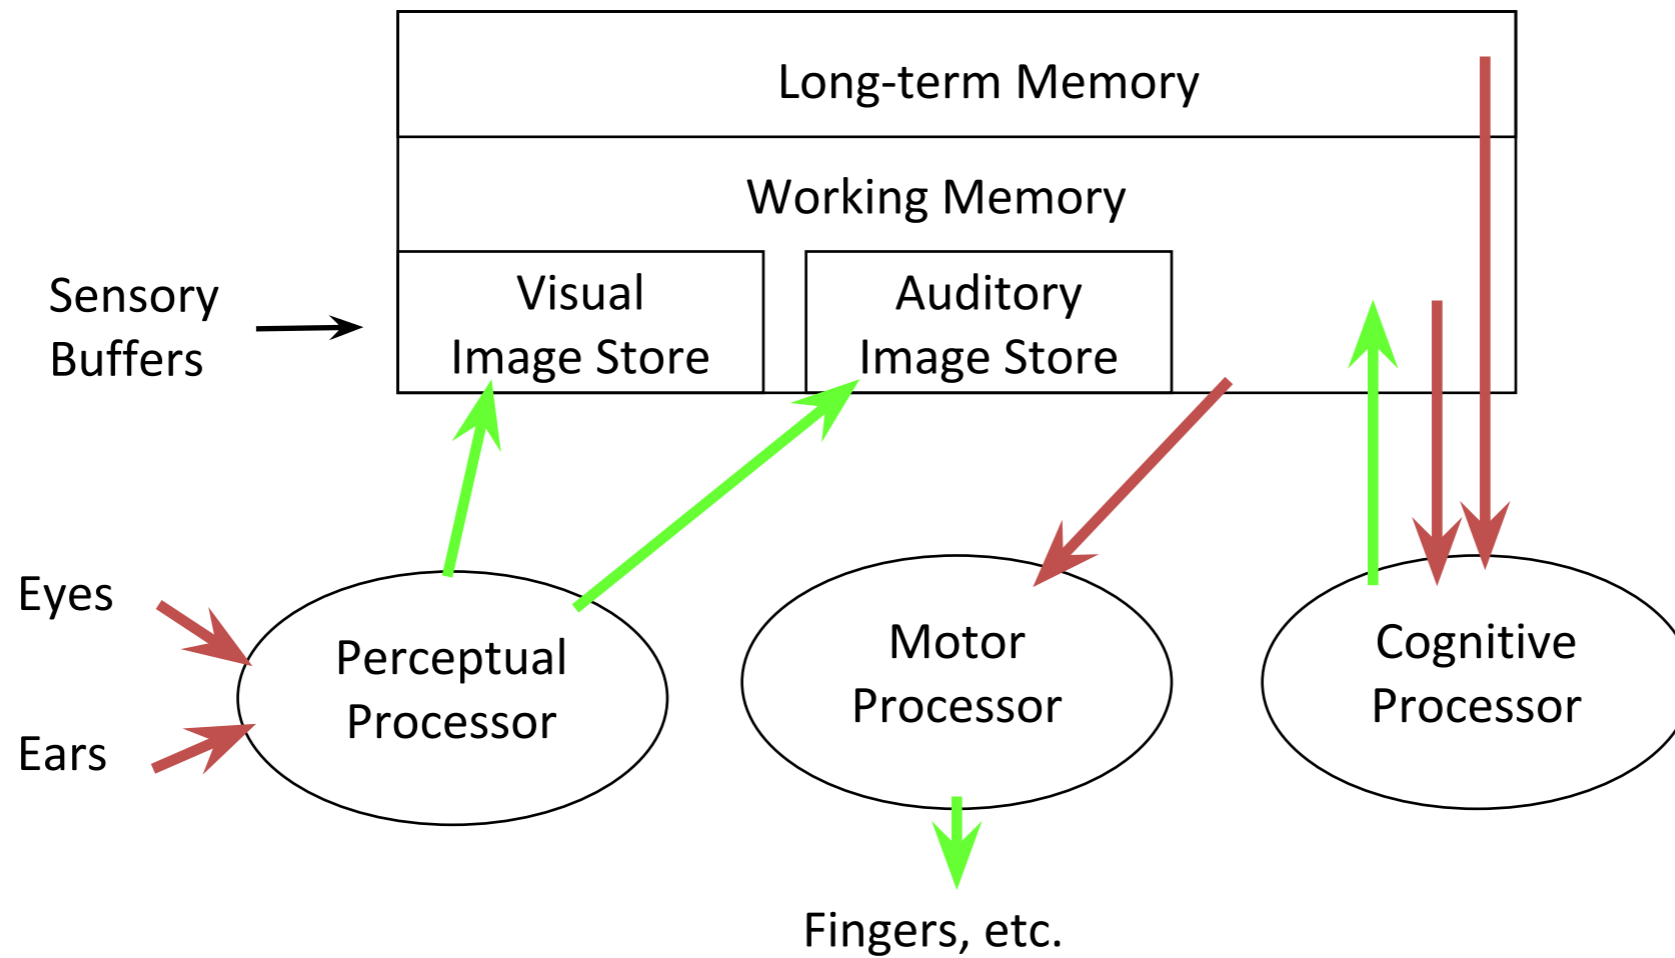 Long-term Memory
Working Memory
Sensory
Buffers
Visual
Image Store
Auditory
Image Store
Eyes
Ears
Perceptual
Processor
Motor
Processor
Cognitive
Processor
Fingers, etc.